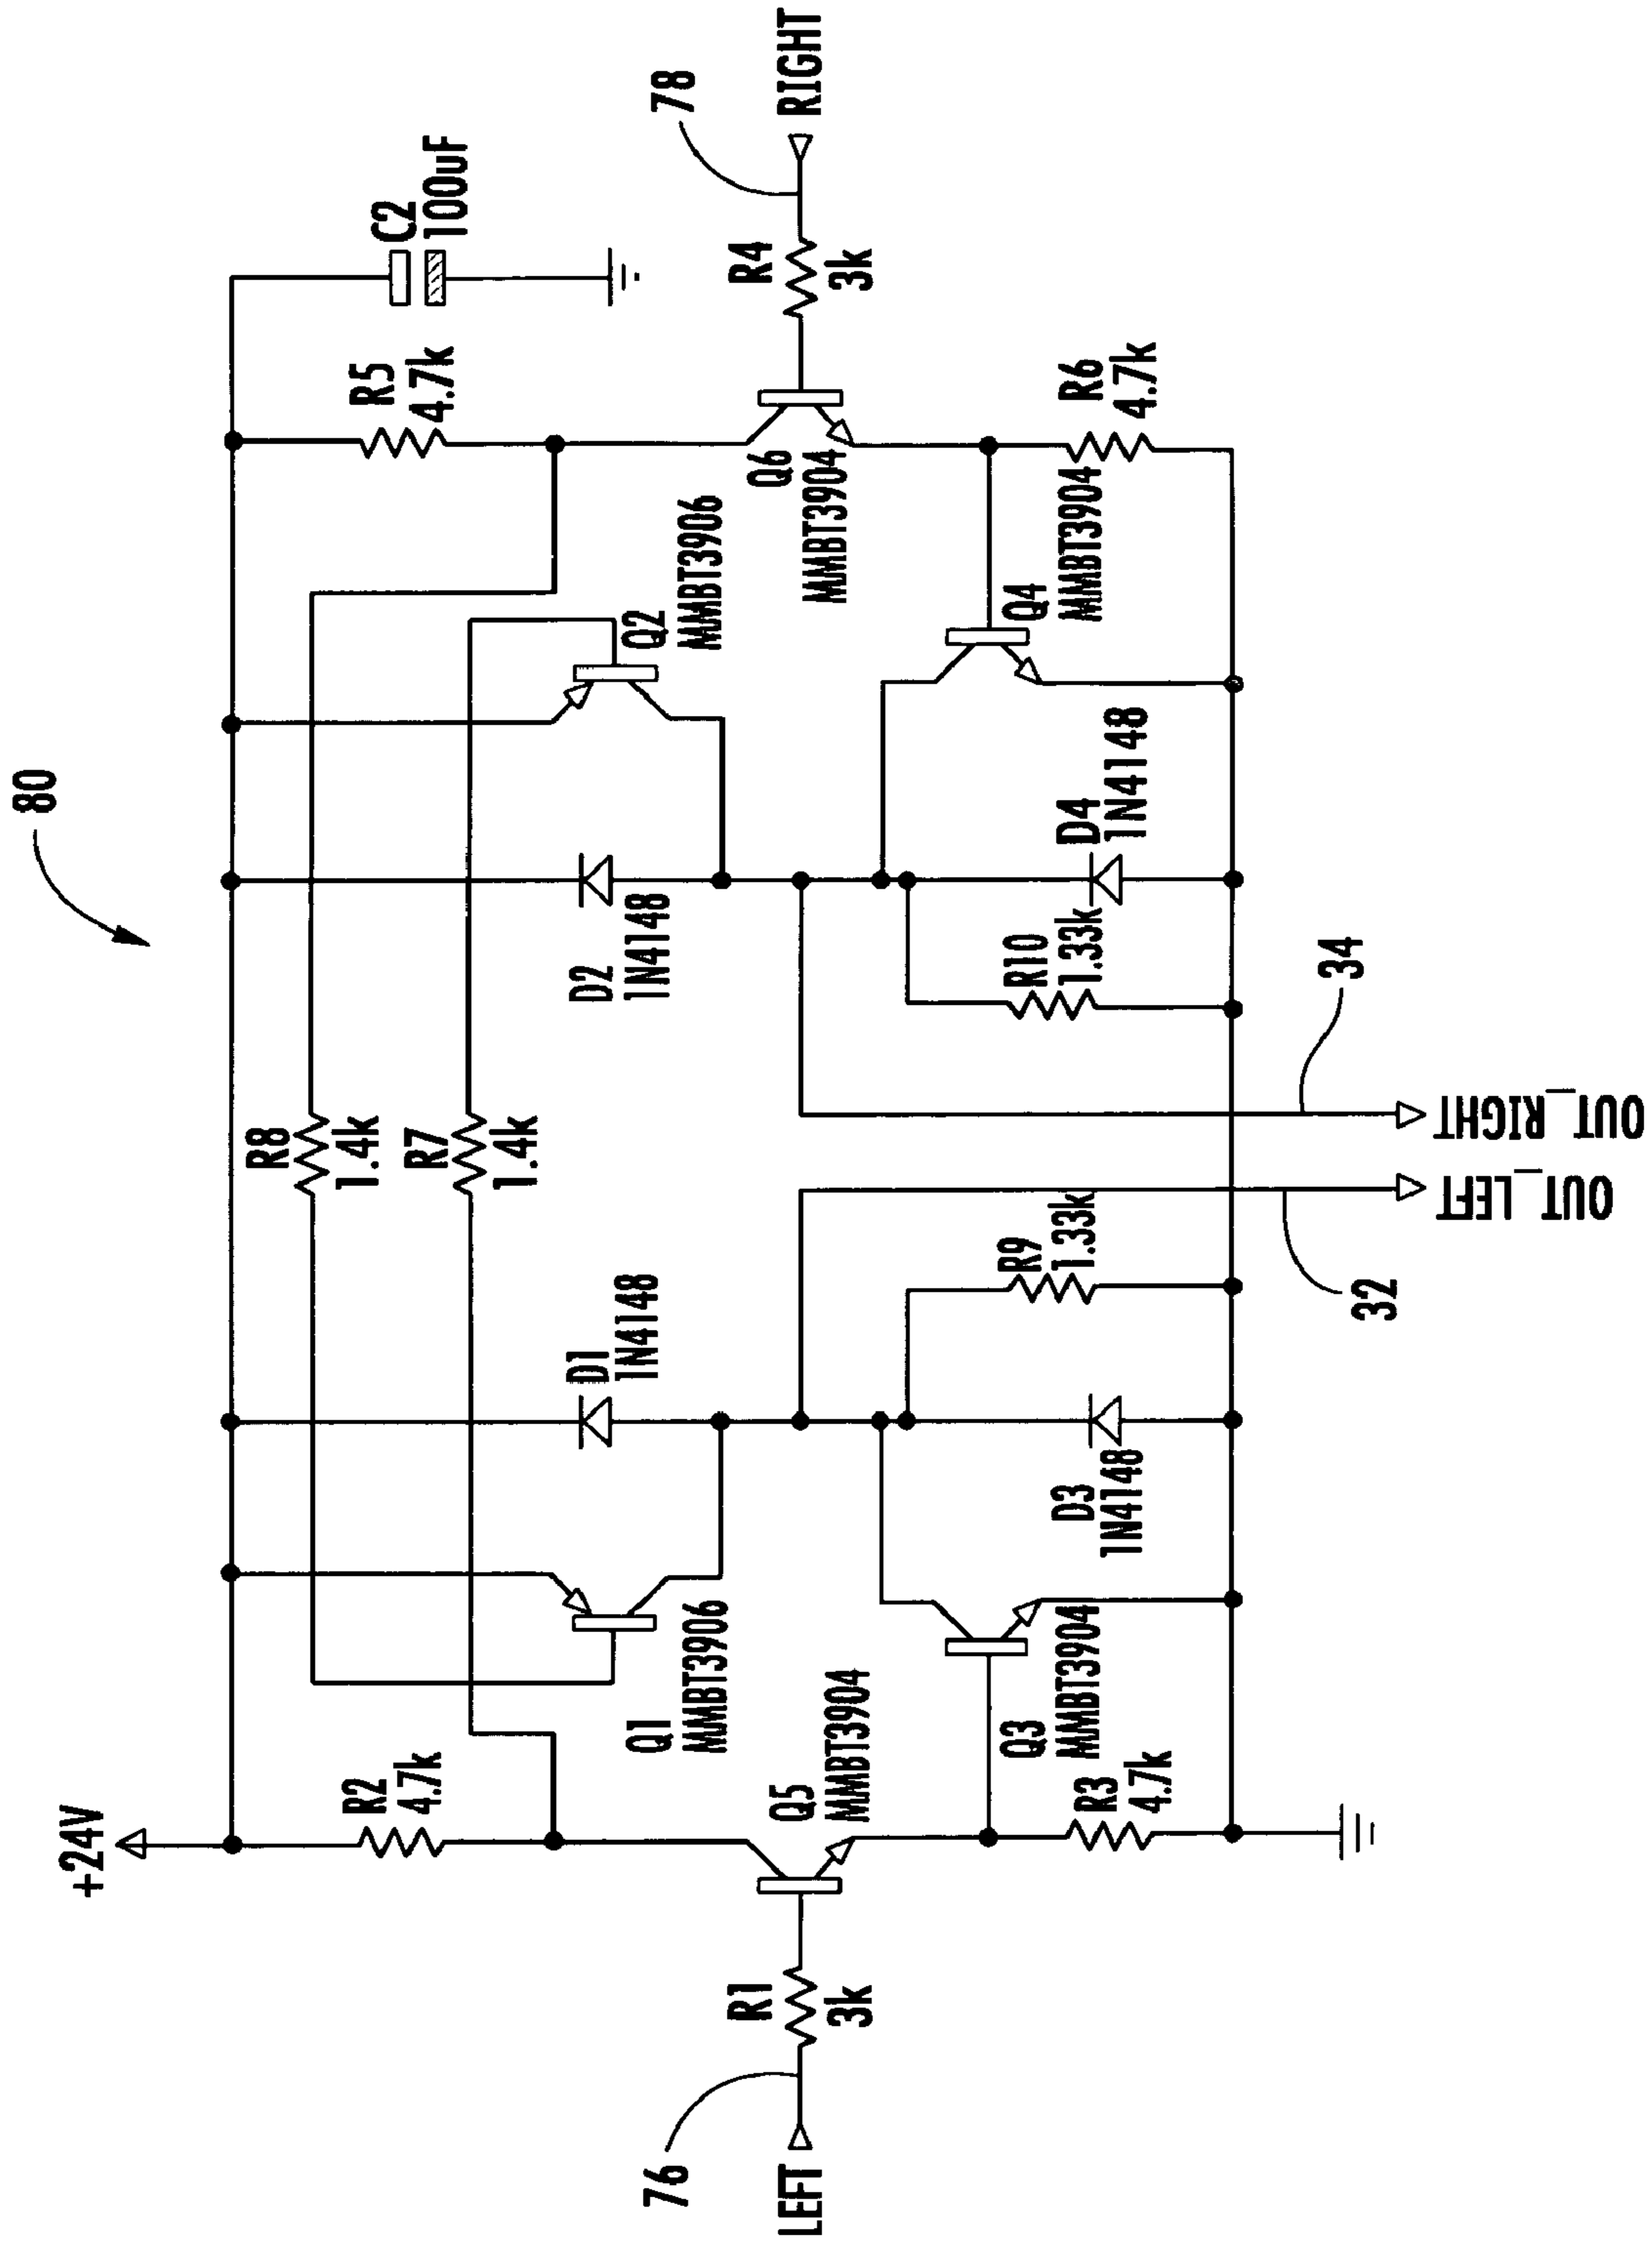 80
+24V
R2
4.7k
R8
1.4k
R7
1.4k
R5
4.7k
C2
100uF
Q1
MMBT3906
D1
1N4148
D2
1N4148
Q2
MMBT3906
76
LEFT
R1
3k
Q5
MMBT3904
Q6
MMBT3904
R4
3k
78
RIGHT
Q3
MMBT3904
R3
4.7k
D3
1N4148
R9
1.33k
R10
1.33k
D4
1N4148
Q4
MMBT3904
R6
4.7k
32
OUT_LEFT
OUT_RIGHT
34